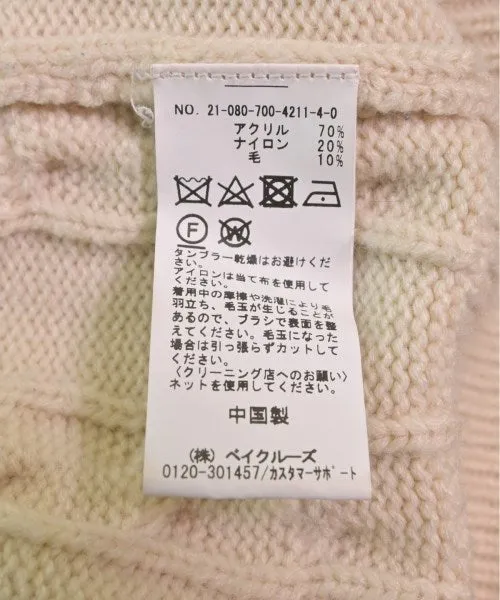 NO. 21-080-700-4211-4-0
アクリル 70%
ナイロン 20%
毛 10%
F
W
タンブラー乾燥はお避けくだ
さい。
アイロンは当て布を使用して
ください。
着用中の摩擦や洗濯により毛
羽立ち、毛玉が生じることが
あるので、ブラシで表面を整
えてください。毛玉になった
場合は引っ張らずカットして
ください。
〈クリーニング店へのお願い〉
ネットを使用してください。
中国製
(株) ベイクルーズ
0120-301457/カスタマーサポート